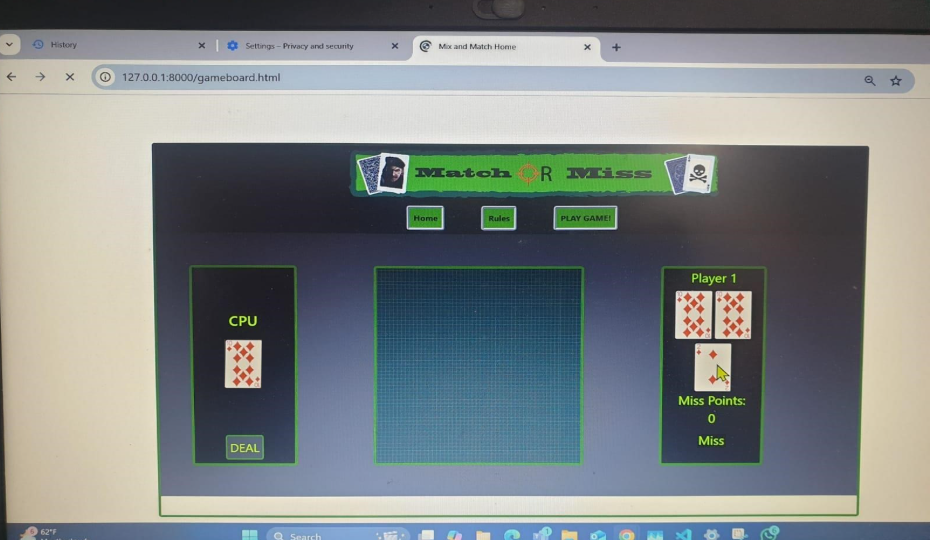 History
Settings – Privacy and security
Mix and Match Home
127.0.0.1:8000/gameboard.html
Match OR Miss
Home
Rules
PLAY GAME!
CPU
DEAL
Player 1
Miss Points:
0
Miss
62°F
Search